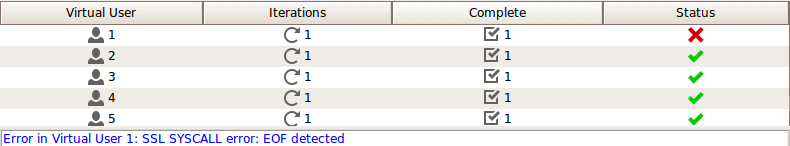 Virtual User Iterations Complete Status
1 1 1
2 1 1
3 1 1
4 1 1
5 1 1
Error in Virtual User 1: SSL SYSCALL error: EOF detected